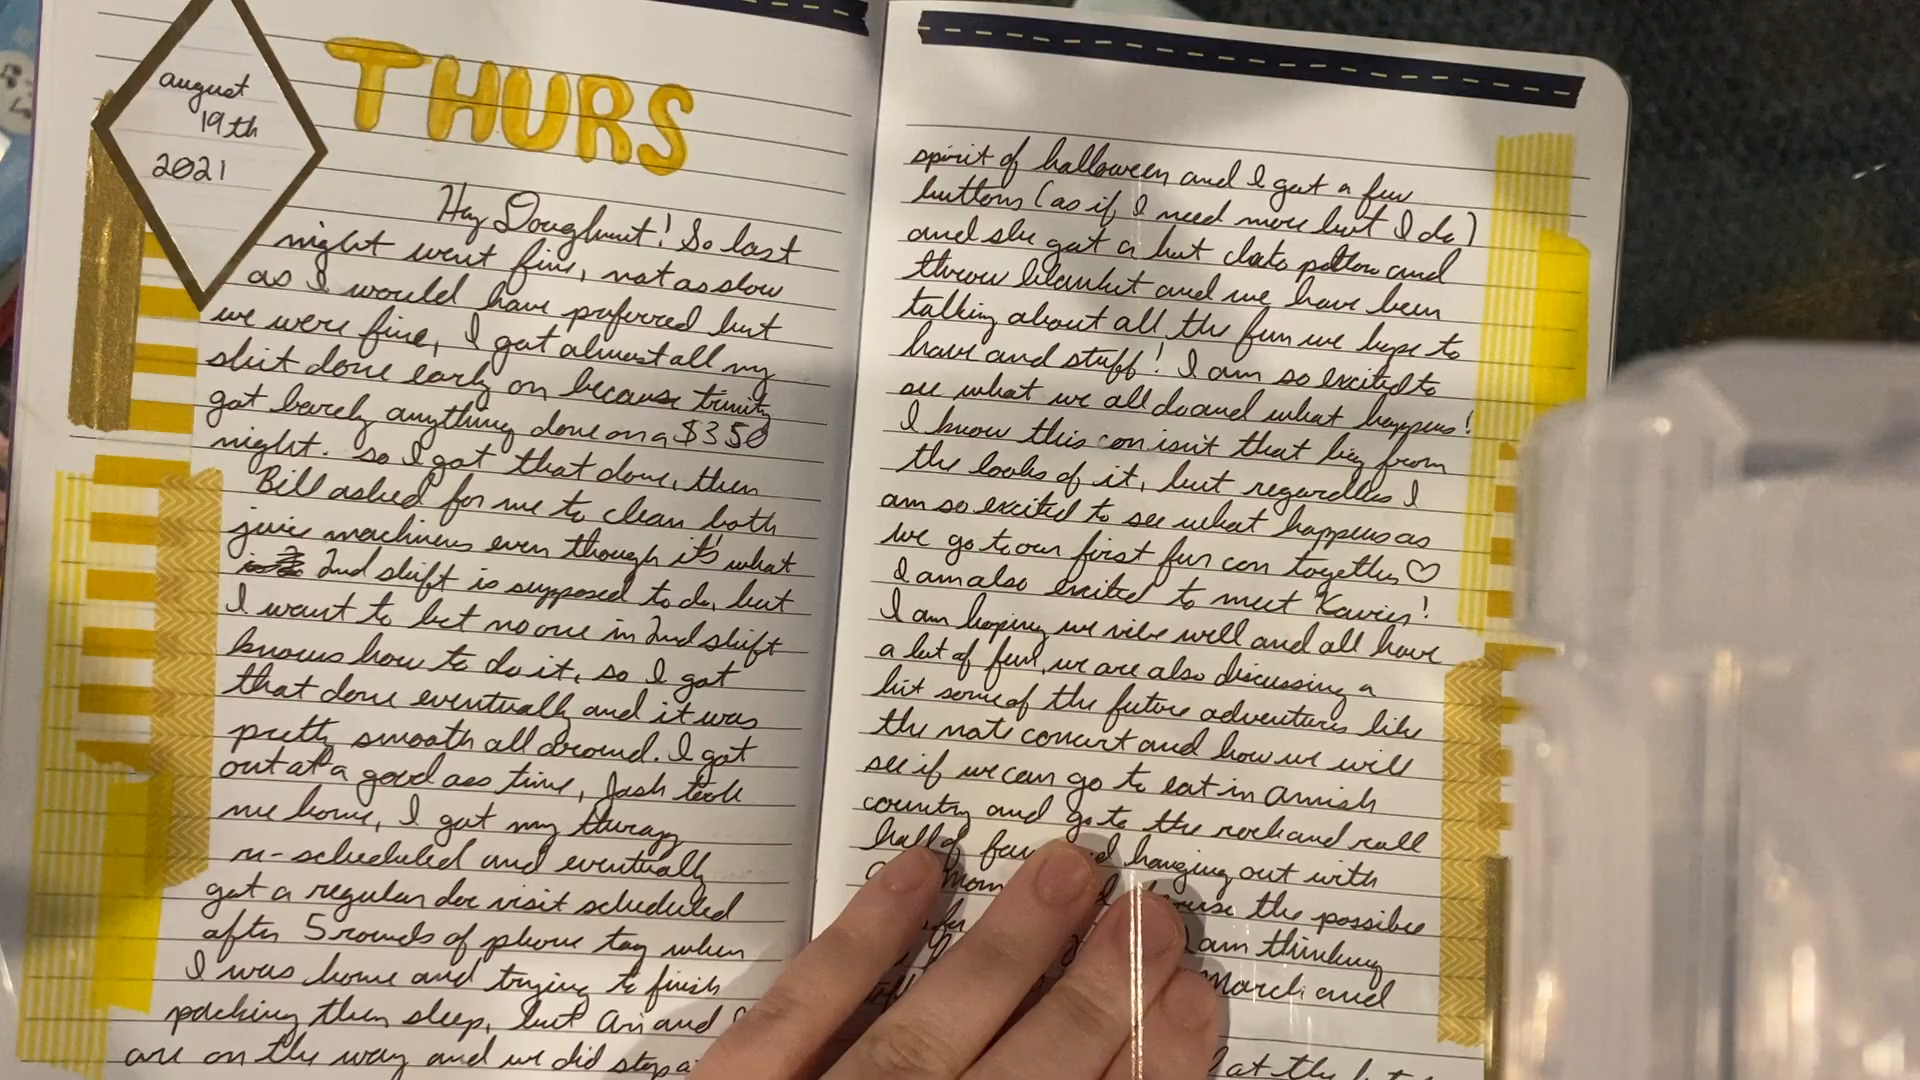 august
19th
2021
THURS
Hey Doughnut! So last
night went fine, not as slow
as I would have preferred but
we were fine, I got almost all my
shit done early on because trinity
got barely anything done on a $350
night. so I got that done, then
Bill asked for me to clean both
juice machines even though it's what
2nd shift is supposed to do, but
I want to bet no one in 2nd shift
knows how to do it, so I got
that done eventually and it was
pretty smooth all around. I got
out at a good ass time, Josh took
me home, I got my therapy
re-scheduled and eventually
got a regular doc visit scheduled
after 5 rounds of phone tag when
I was home and trying to finish
packing then sleep, but Ari and
are on the way and we did stop a
spirit of halloween and I got a few
buttons (as if I need more but I do)
and she got a but pillow and
throw blanket and we have been
talking about all the fun we hope to
have and stuff! I am so excited to
see what we all do and what happens!
I know this con isn't that big from
the looks of it, but regardless I
am so excited to see what happens as
we go to our first fun con together ♡
I am also excited to meet Xavier!
I am hoping we vibe well and all have
a lot of fun, we are also discussing a
bit some of the future adventures like
the nate concert and how we will
see if we can go to eat in amish
country and go to the rock and roll
hall of hanging out with
mom the possible
I am thinking
March and
at the